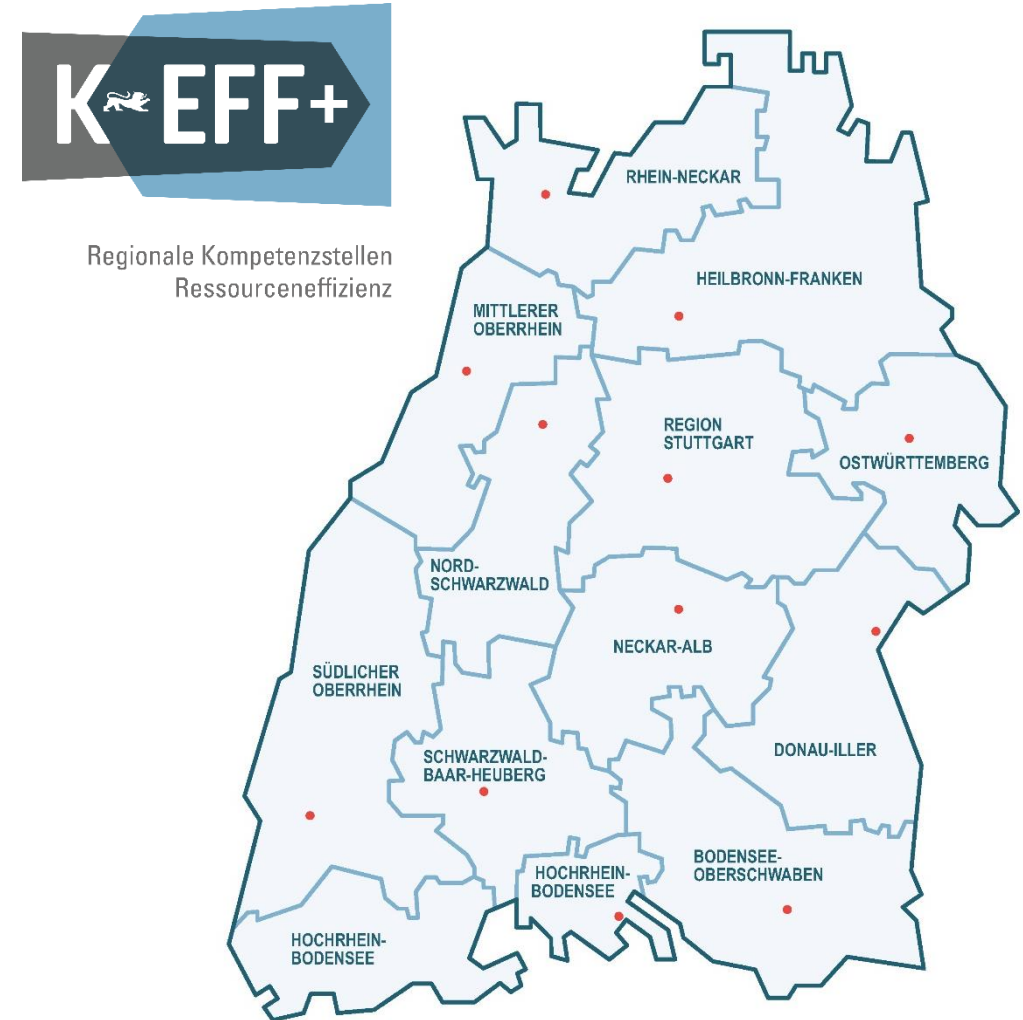 K EFF+
Regionale Kompetenzstellen
Ressourceneffizienz
RHEIN-NECKAR
HEILBRONN-FRANKEN
MITTLERER
OBERRHEIN
REGION
STUTTGART
OSTWÜRTTEMBERG
NORD-
SCHWARZWALD
NECKAR-ALB
SÜDLICHER
OBERRHEIN
DONAU-ILLER
SCHWARZWALD-
BAAR-HEUBERG
BODENSEE-
OBERSCHWABEN
HOCHRHEIN-
BODENSEE
HOCHRHEIN-
BODENSEE